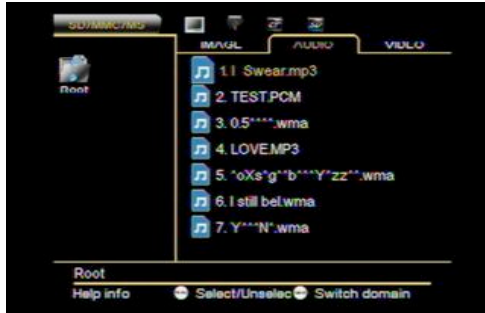 SD/MMC/MS
IMAGE AUDIO VIDEO
Root
1. I Swear.mp3
2. TEST.PCM
3. 0.5****.wma
4. LOVE.MP3
5. ^oXs*g**b***Y*zz**.wma
6. I still bel.wma
7. Y***N*.wma
Root
Help info Select/Unselec Switch domain